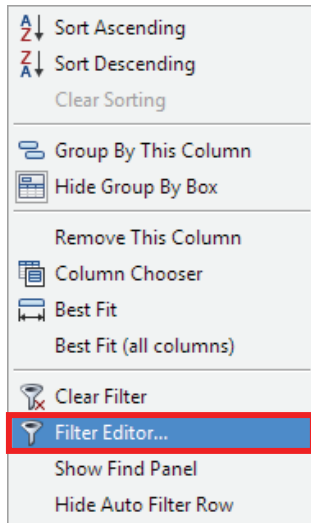 Sort Ascending
Sort Descending
Clear Sorting
Group By This Column
Hide Group By Box
Remove This Column
Column Chooser
Best Fit
Best Fit (all columns)
Clear Filter
Filter Editor...
Show Find Panel
Hide Auto Filter Row